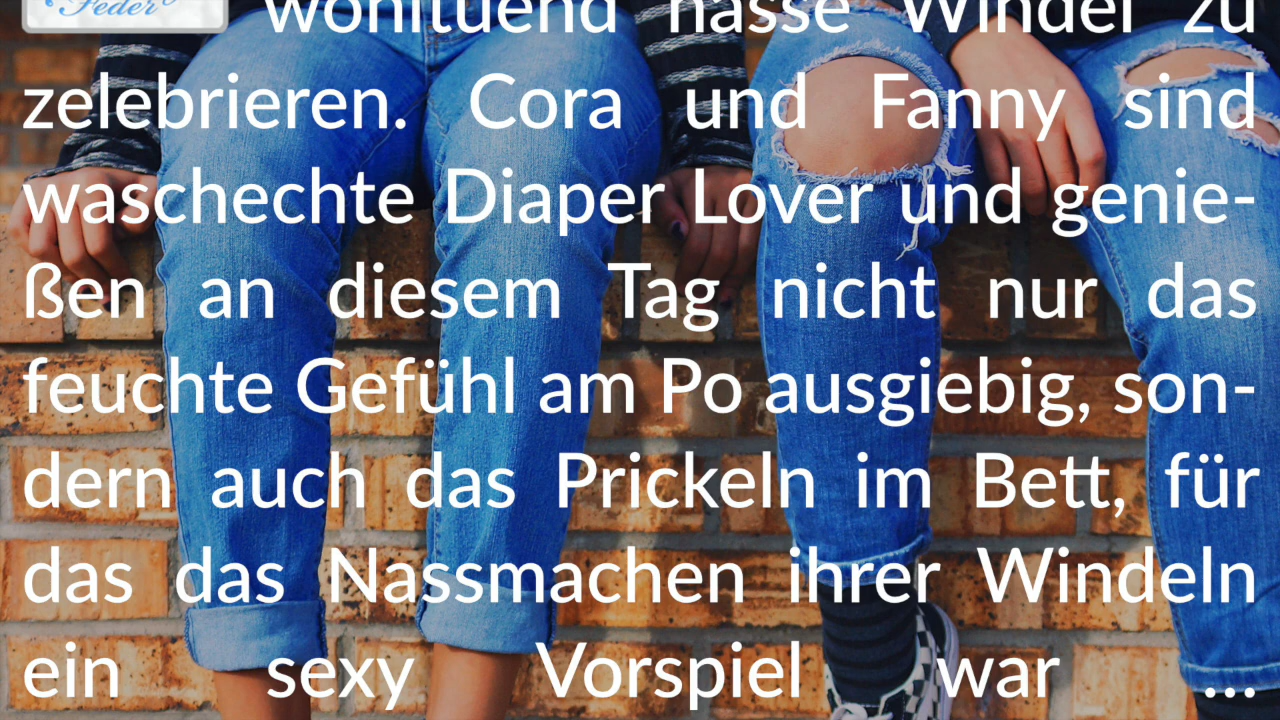 Feder
wohltuend nasse Windel zu
zelebrieren. Cora und Fanny sind
waschechte Diaper Lover und genie-
ßen an diesem Tag nicht nur das
feuchte Gefühl am Po ausgiebig, son-
dern auch das Prickeln im Bett, für
das das Nassmachen ihrer Windeln
ein sexy Vorspiel war ...